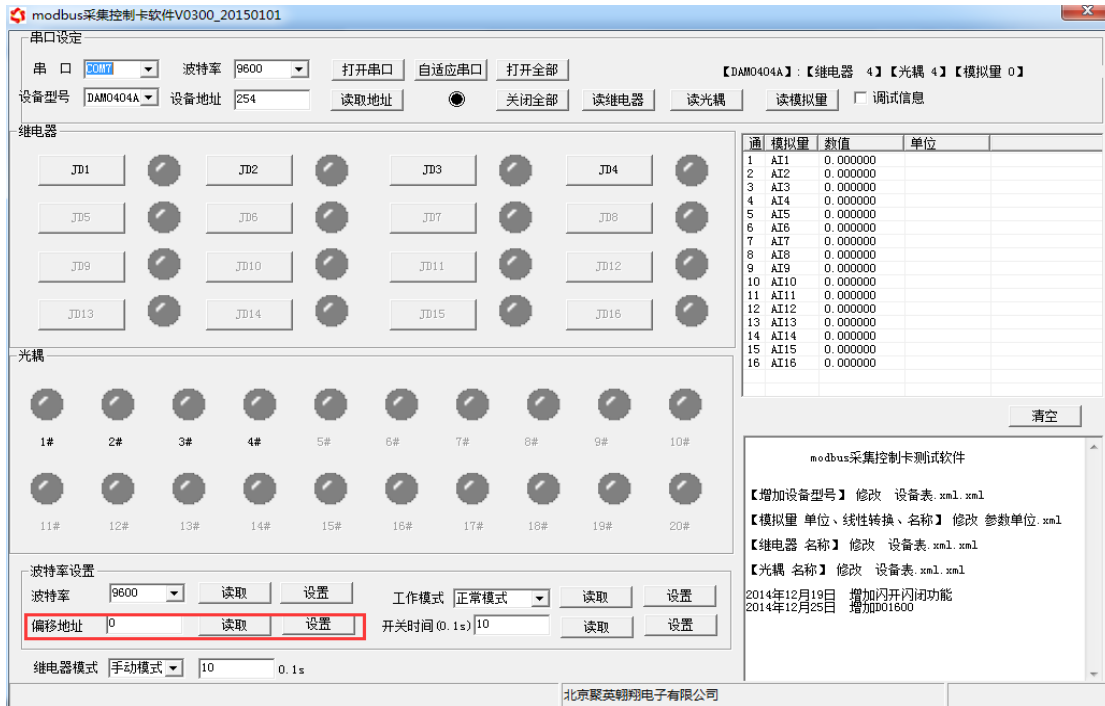 modbus采集控制卡软件V0300_20150101
串口设定
串 口 COM7 波特率 9600 打开串口 自适应串口 打开全部 【DAM0404A】:【继电器 4】【光耦 4】【模拟量 0】
设备型号 DAM0404A 设备地址 254 读取地址 关闭全部 读继电器 读光耦 读模拟量 调试信息
继电器
JD1 JD2 JD3 JD4
JD5 JD6 JD7 JD8
JD9 JD10 JD11 JD12
JD13 JD14 JD15 JD16
通 模拟量 数值 单位
1 AI1 0.000000
2 AI2 0.000000
3 AI3 0.000000
4 AI4 0.000000
5 AI5 0.000000
6 AI6 0.000000
7 AI7 0.000000
8 AI8 0.000000
9 AI9 0.000000
10 AI10 0.000000
11 AI11 0.000000
12 AI12 0.000000
13 AI13 0.000000
14 AI14 0.000000
15 AI15 0.000000
16 AI16 0.000000
清空
光耦
1# 2# 3# 4# 5# 6# 7# 8# 9# 10#
11# 12# 13# 14# 15# 16# 17# 18# 19# 20#
modbus采集控制卡测试软件
【增加设备型号】 修改 设备表.xml.xml
【模拟量 单位、线性转换、名称】 修改 参数单位.xml
【继电器 名称】 修改 设备表.xml.xml
【光耦 名称】 修改 设备表.xml.xml
2014年12月19日 增加闪开闪闭功能
2014年12月25日 增加DO1600
波特率设置
波特率 9600 读取 设置 工作模式 正常模式 读取 设置
偏移地址 0 读取 设置 开关时间(0.1s) 10 读取 设置
继电器模式 手动模式 10 0.1s
北京聚英翱翔电子有限公司